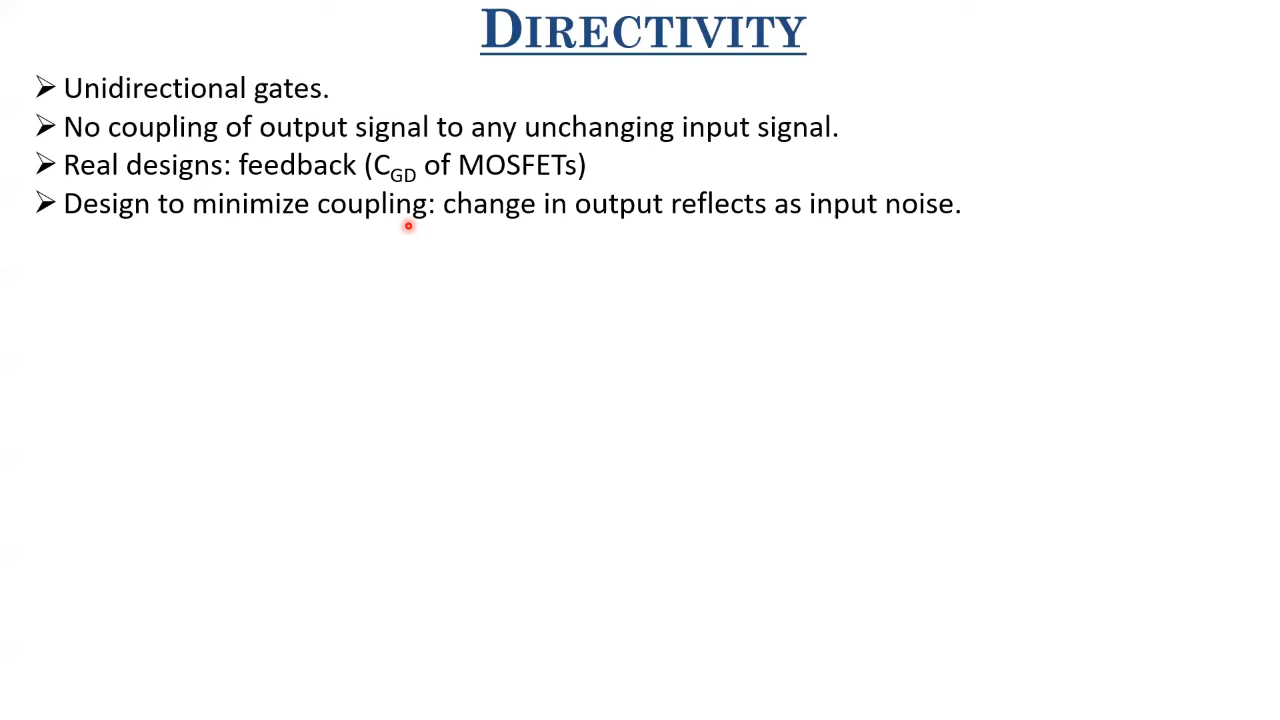 DIRECTIVITY
➢ Unidirectional gates.
➢ No coupling of output signal to any unchanging input signal.
➢ Real designs: feedback (CGD of MOSFETs)
➢ Design to minimize coupling: change in output reflects as input noise.